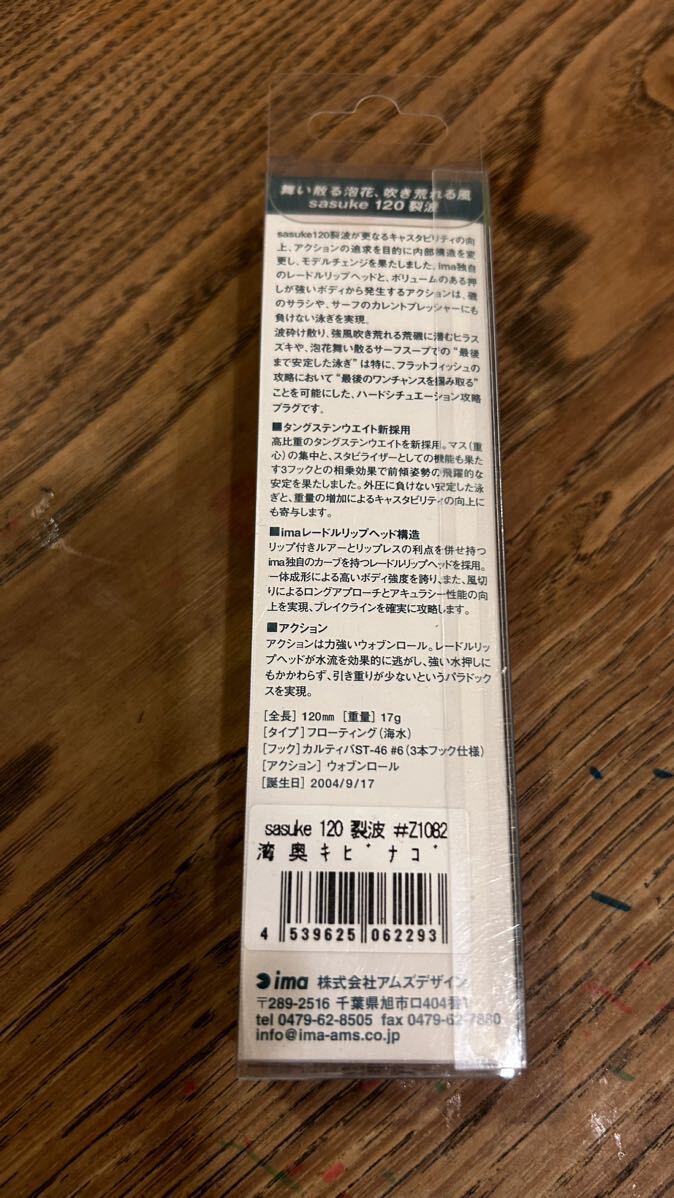 舞い散る泡花、吹き荒れる風
sasuke 120 裂波
sasuke120裂波が更なるキャスタビリティの向
上、アクションの追求を目的に内部構造を変
更し、モデルチェンジを果たしました。ima独自
のレードルリップヘッドと、ボリュームのある押
しが強いボディから発生するアクションは、磯
のサラシや、サーフのカレントプレッシャーにも
負けない泳ぎを実現。
波砕け散り、強風吹き荒れる荒磯に潜むヒラス
ズキや、泡花舞い散るサーフスープでの“最後
まで安定した泳ぎ”は特に、フラットフィッシュの
攻略において“最後のワンチャンスを掴み取る”
ことを可能にした、ハードシチュエーション攻略
プラグです。
■タングステンウエイト新採用
高比重のタングステンウエイトを新採用。マス(重
心)の集中と、スタビライザーとしての機能も果た
す3フックとの相乗効果で前傾姿勢の飛躍的な
安定を果たしました。外圧に負けない安定した泳
ぎと、重量の増加によるキャスタビリティの向上に
も寄与します。
■imaレードルリップヘッド構造
リップ付きルアーとリップレスの利点を併せ持つ
ima独自のカーブを持つレードルリップヘッドを採用。
一体成形による高いボディ強度を誇り、また、風切
りによるロングアプローチとアキュラシー性能の向
上を実現、ブレイクラインを確実に攻略します。
■アクション
アクションは力強いウォブンロール。レードルリッ
プヘッドが水流を効果的に逃がし、強い水押しに
もかかわらず、引き重りが少ないというパラドック
スを実現。
[全長] 120mm [重量] 17g
[タイプ] フローティング(海水)
[フック] カルティバST-46 #6(3本フック仕様)
[アクション] ウォブンロール
[誕生日] 2004/9/17
sasuke 120 裂波 #Z1082
湾奥キビナゴ
4 539625 062293
ima 株式会社アムズデザイン
〒289-2516 千葉県旭市ロ404番1
tel 0479-62-8505 fax 0479-62-7880
info@ima-ams.co.jp